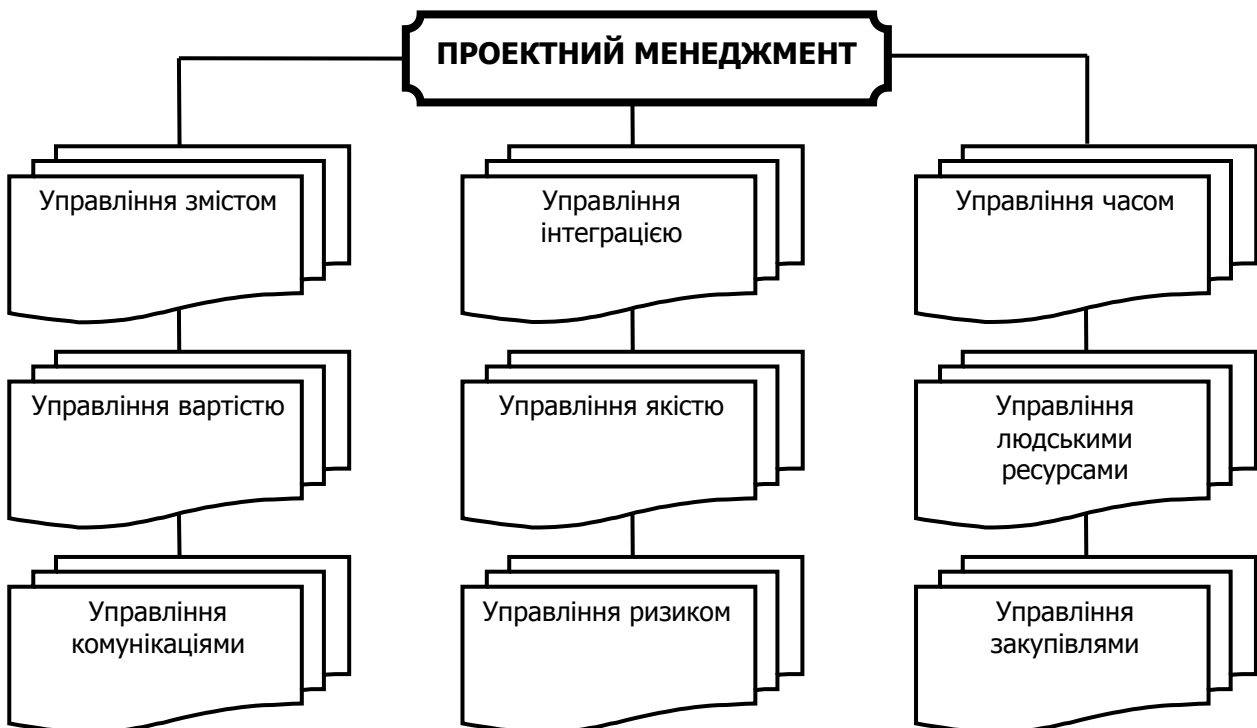 ПРОЕКТНИЙ МЕНЕДЖМЕНТ
Управління змістом
Управління
інтеграцією
Управління часом
Управління вартістю
Управління якістю
Управління
людськими
ресурсами
Управління
комунікаціями
Управління ризиком
Управління
закупівлями